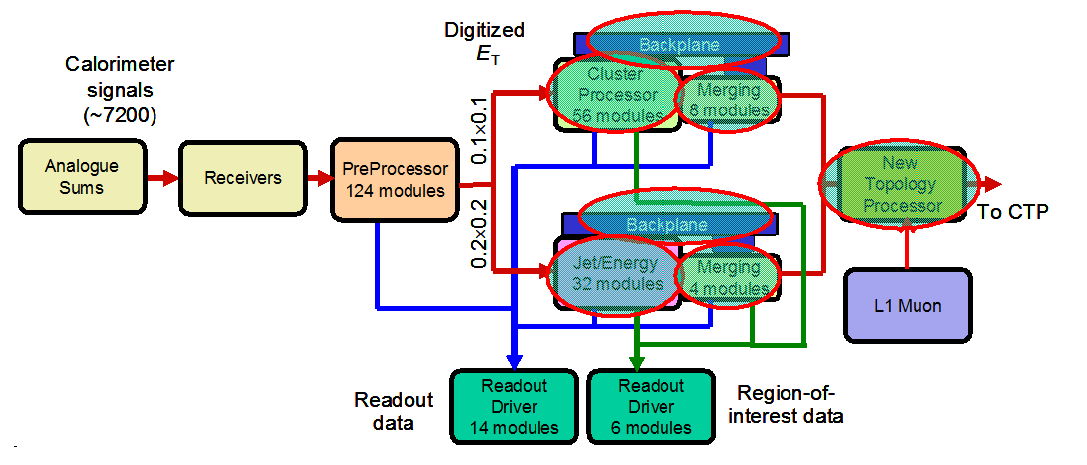 Calorimeter
signals
(~7200)
Digitized
E_T
Analogue
Sums
Receivers
PreProcessor
124 modules
0.1×0.1
0.2×0.2
Backplane
Cluster
Processor
56 modules
Merging
8 modules
Backplane
Jet/Energy
32 modules
Merging
4 modules
New
Topology
Processor
To CTP
L1 Muon
Readout
data
Readout
Driver
14 modules
Readout
Driver
6 modules
Region-of-
interest data